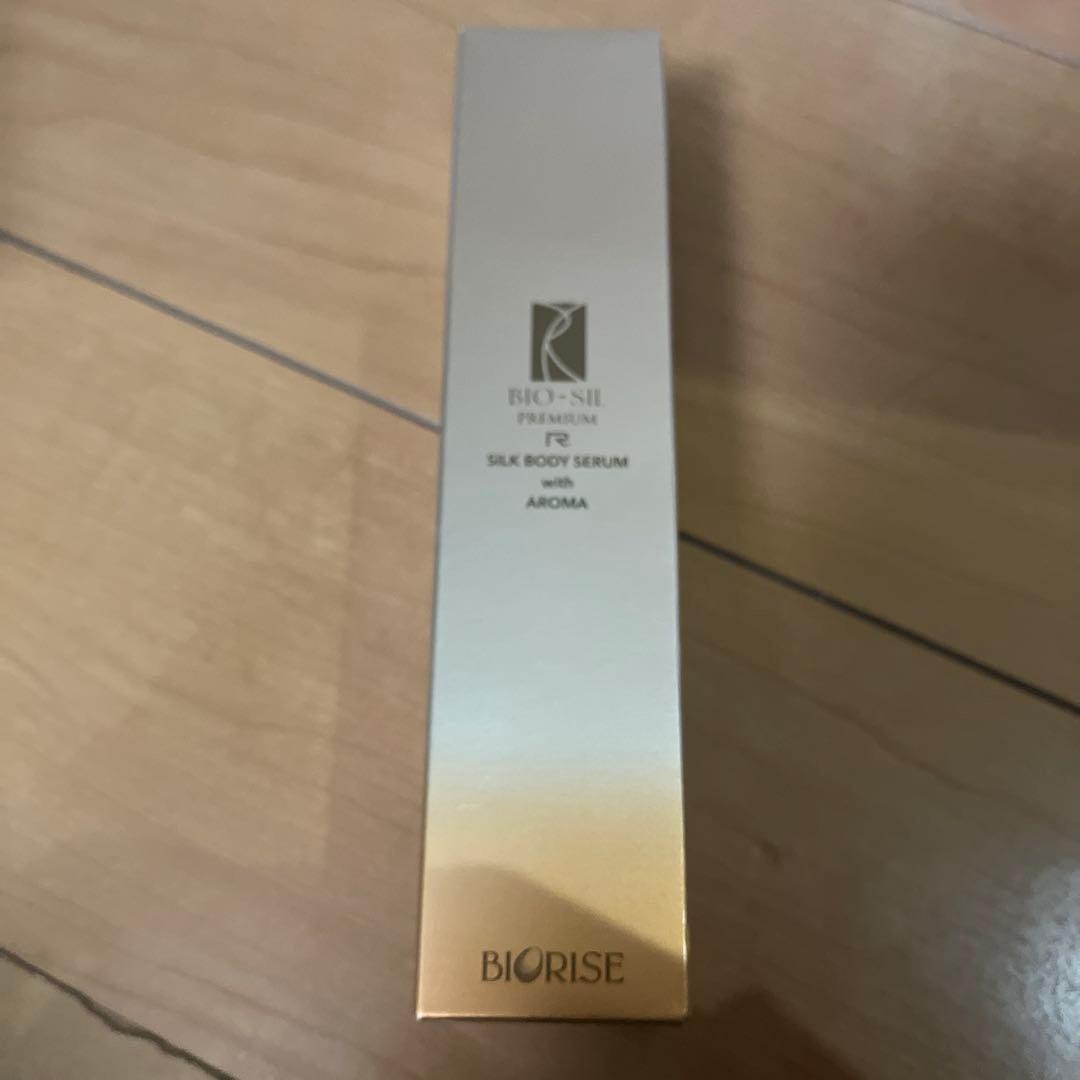 BIO-SIL
PREMIUM
R
SILK BODY SERUM
with
AROMA
BIORISE